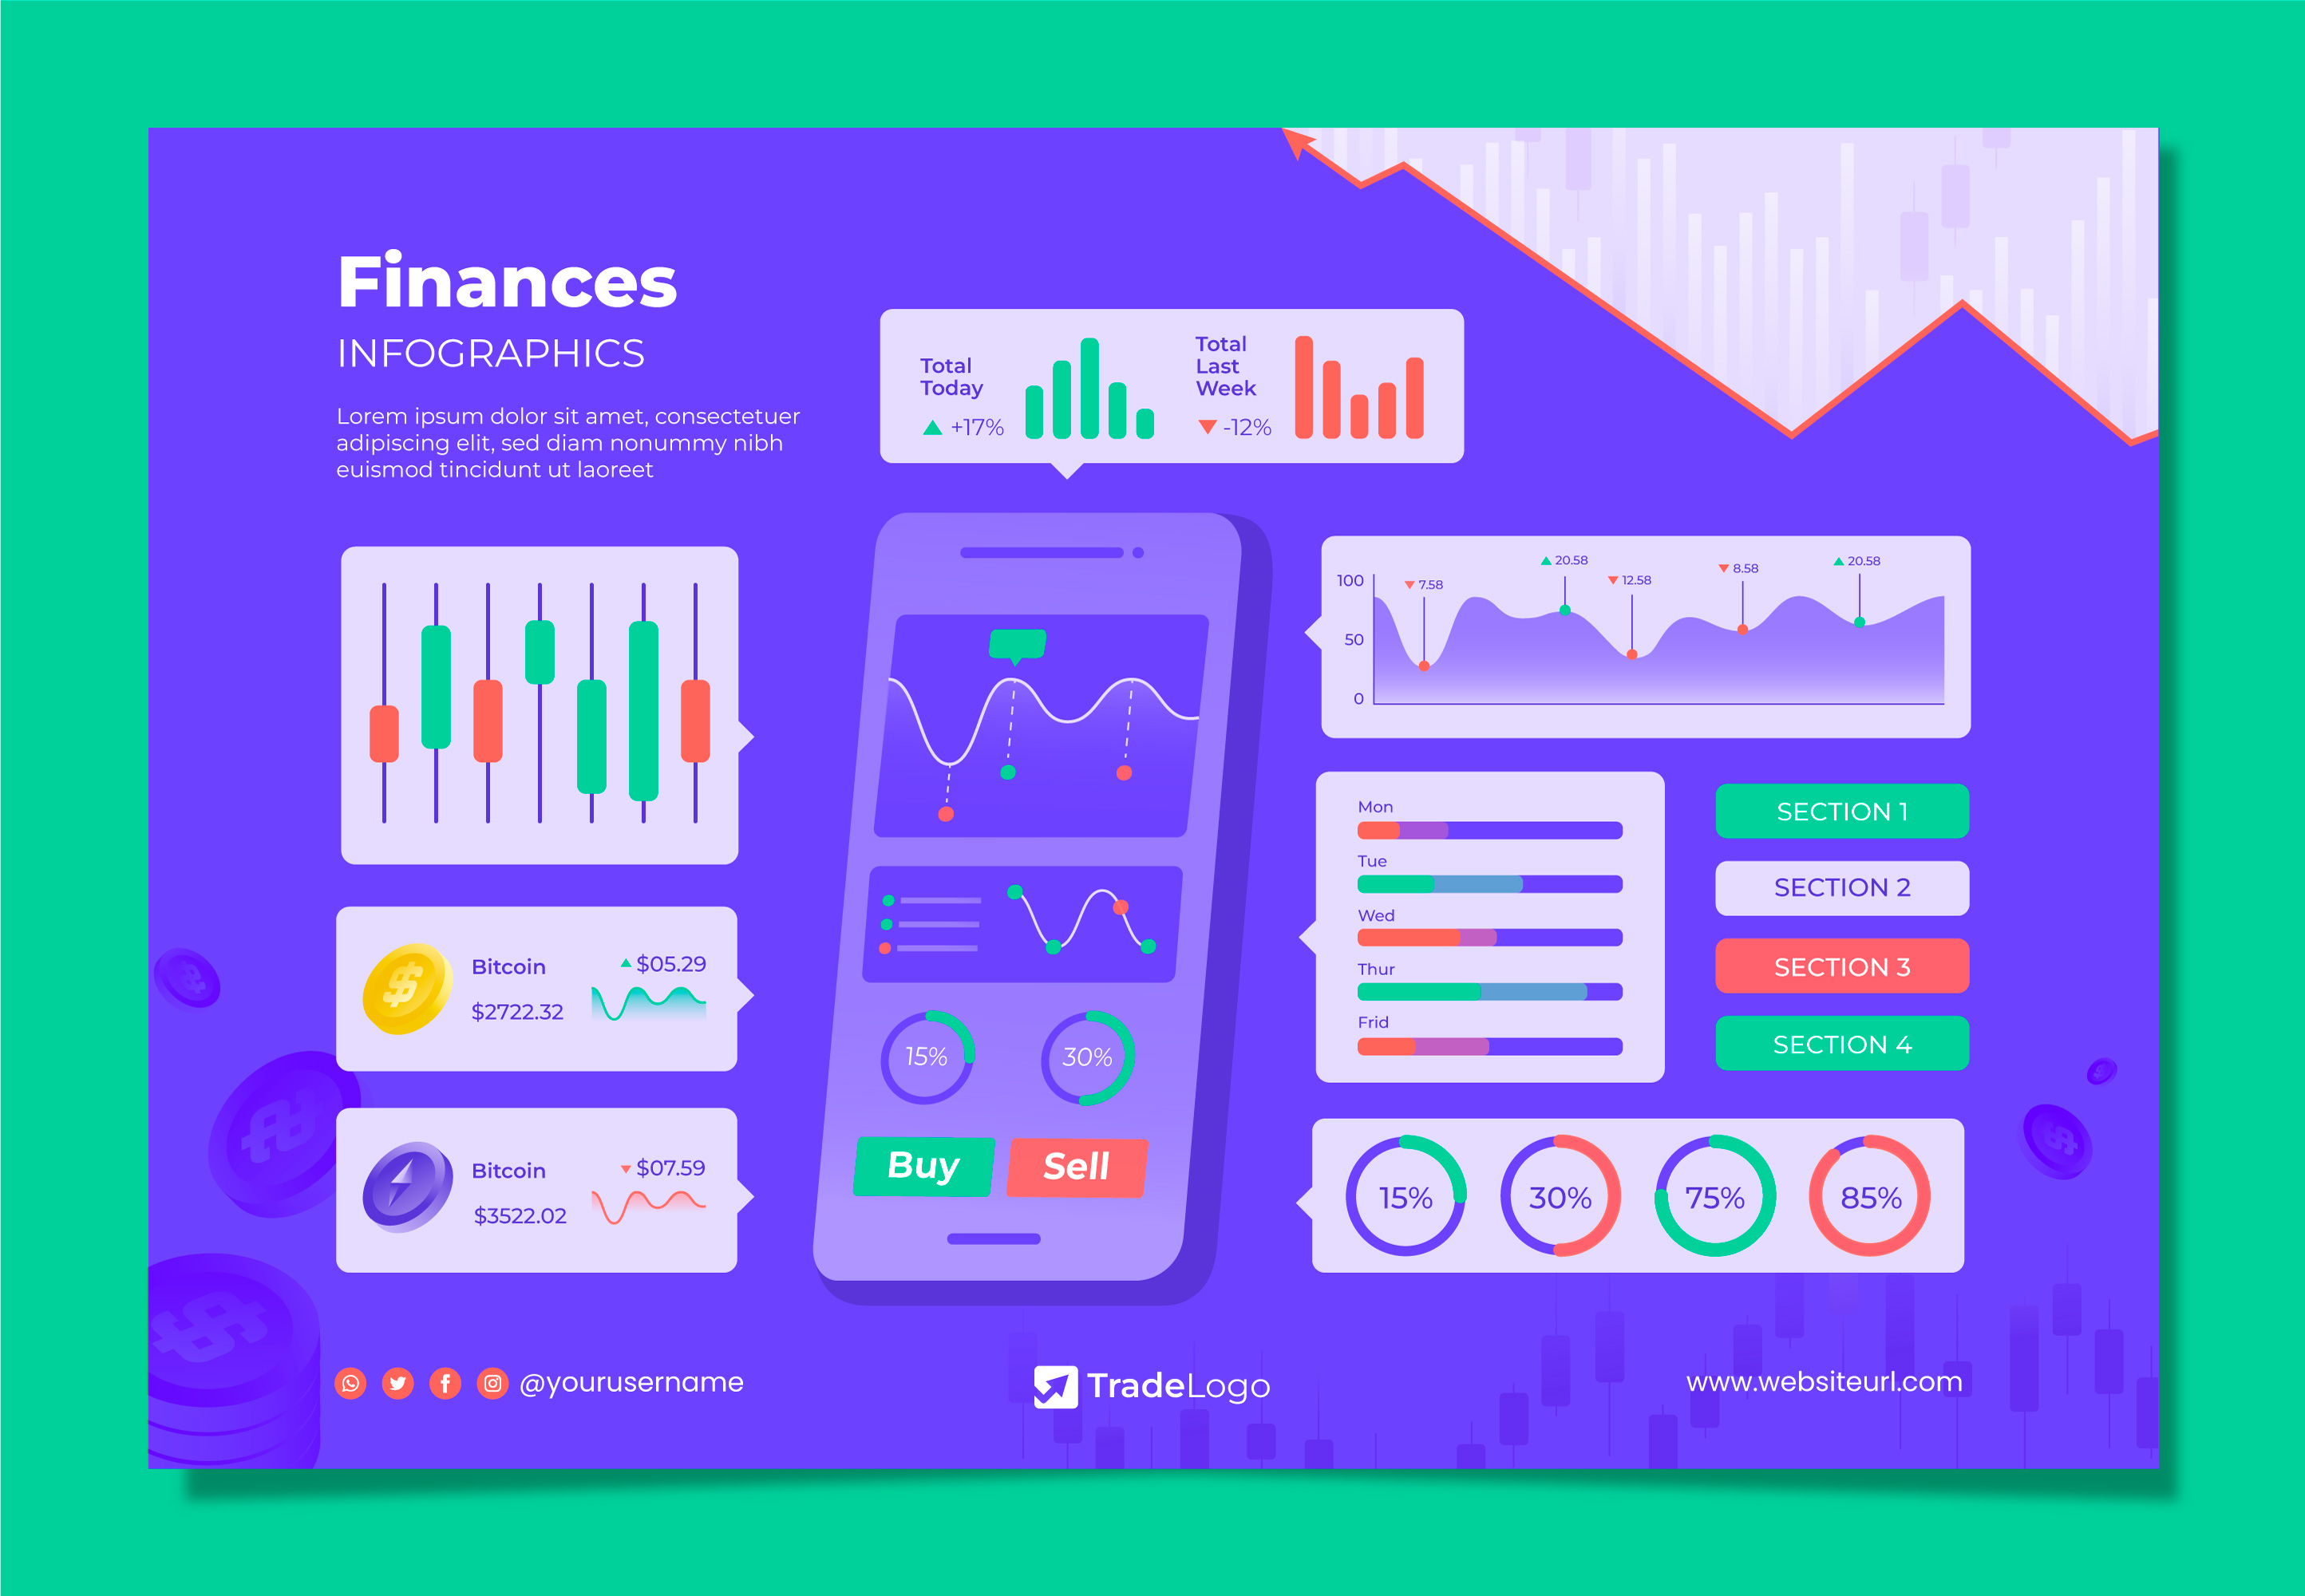 Finances
INFOGRAPHICS
Lorem ipsum dolor sit amet, consectetuer
adipiscing elit, sed diam nonummy nibh
euismod tincidunt ut laoreet
Total
Today
+17%
Total
Last
Week
-12%
100
50
0
7.58
20.58
12.58
8.58
20.58
Bitcoin
$05.29
$2722.32
Bitcoin
$07.59
$3522.02
15%
30%
Buy
Sell
Mon
Tue
Wed
Thur
Frid
SECTION 1
SECTION 2
SECTION 3
SECTION 4
15%
30%
75%
85%
@yourusername
TradeLogo
www.websiteurl.com